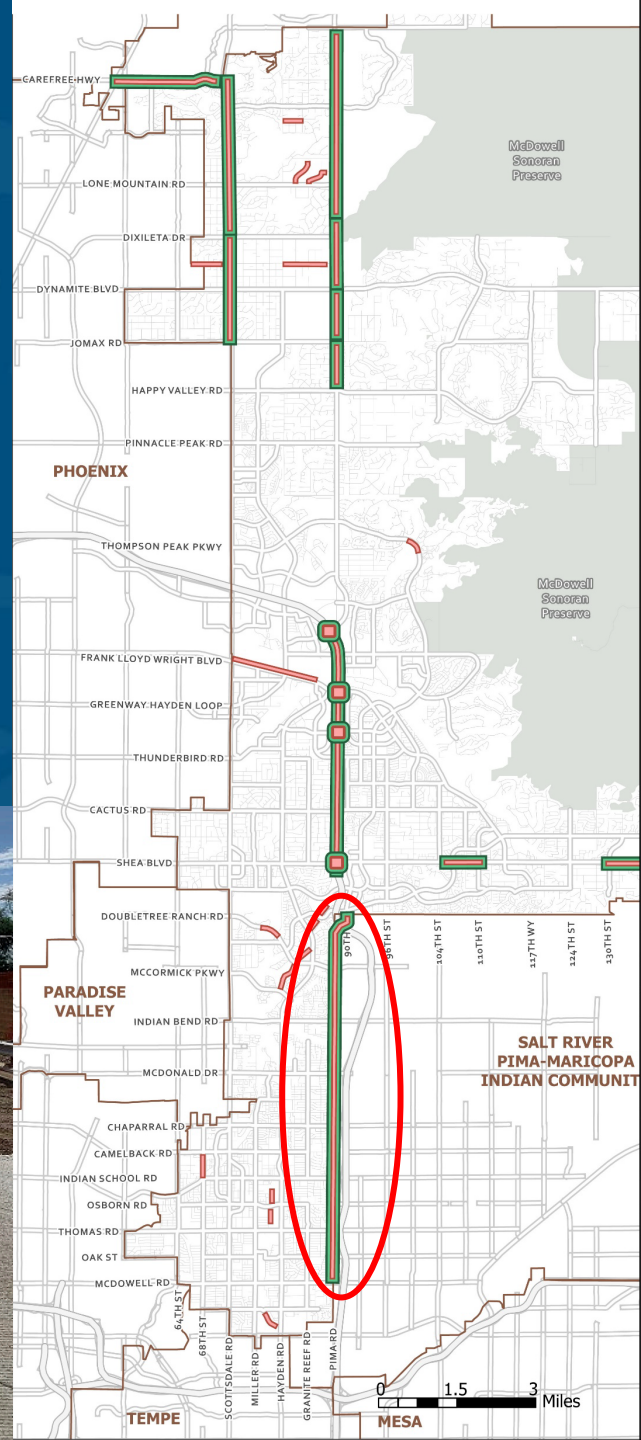 CAREFREE HWY
McDowell
Sonoran
Preserve
LONE MOUNTAIN RD
DIXILETA DR
DYNAMITE BLVD
JOMAX RD
HAPPY VALLEY RD
PINNACLE PEAK RD
PHOENIX
THOMPSON PEAK PKWY
McDowell
Sonoran
Preserve
FRANK LLOYD WRIGHT BLVD
GREENWAY HAYDEN LOOP
THUNDERBIRD RD
CACTUS RD
SHEA BLVD
DOUBLETREE RANCH RD
90TH
96TH ST
104TH ST
110TH ST
117TH WY
124TH ST
130TH ST
MCCORMICK PKWY
PARADISE
VALLEY
INDIAN BEND RD
SALT RIVER
PIMA-MARICOPA
INDIAN COMMUNIT
MCDONALD DR
CHAPARRAL RD
CAMELBACK RD
INDIAN SCHOOL RD
OSBORN RD
THOMAS RD
OAK ST
MCDOWELL RD
64TH ST
68TH ST
SCOTTSDALE RD
MILLER RD
HAYDEN RD
GRANITE REEF RD
PIMA RD
0 1.5 3
Miles
TEMPE
MESA